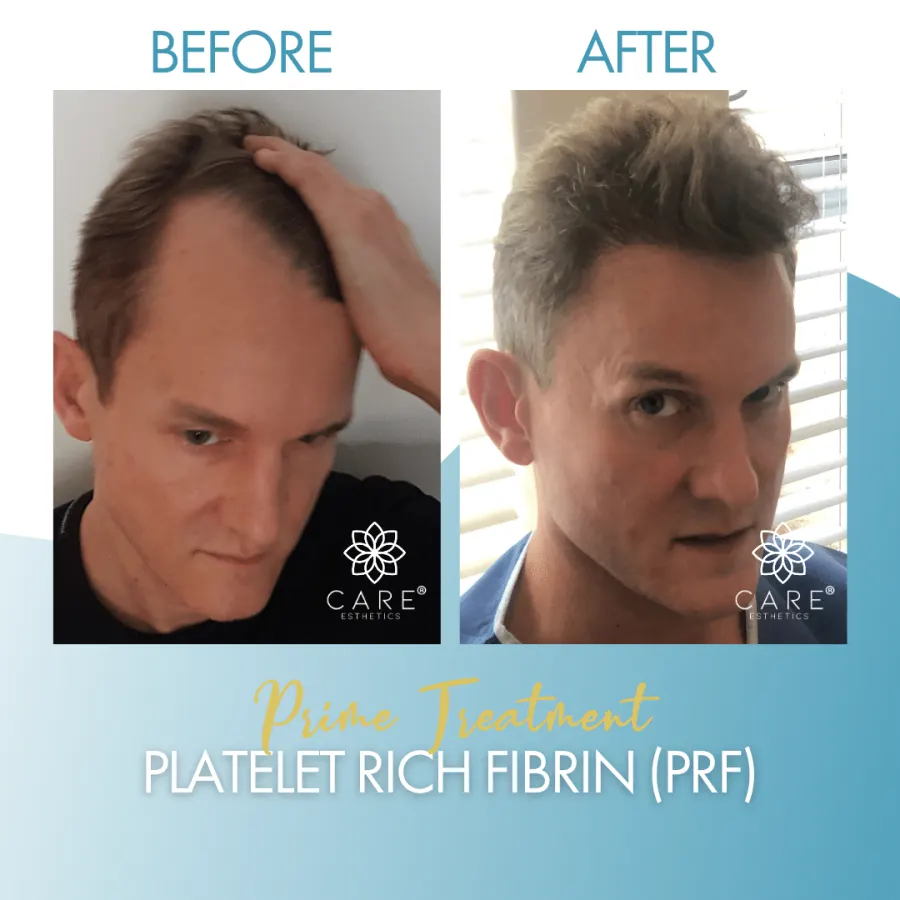 BEFORE
AFTER
CARE®
ESTHETICS
CARE®
ESTHETICS
Prime Treatment
PLATELET RICH FIBRIN (PRF)